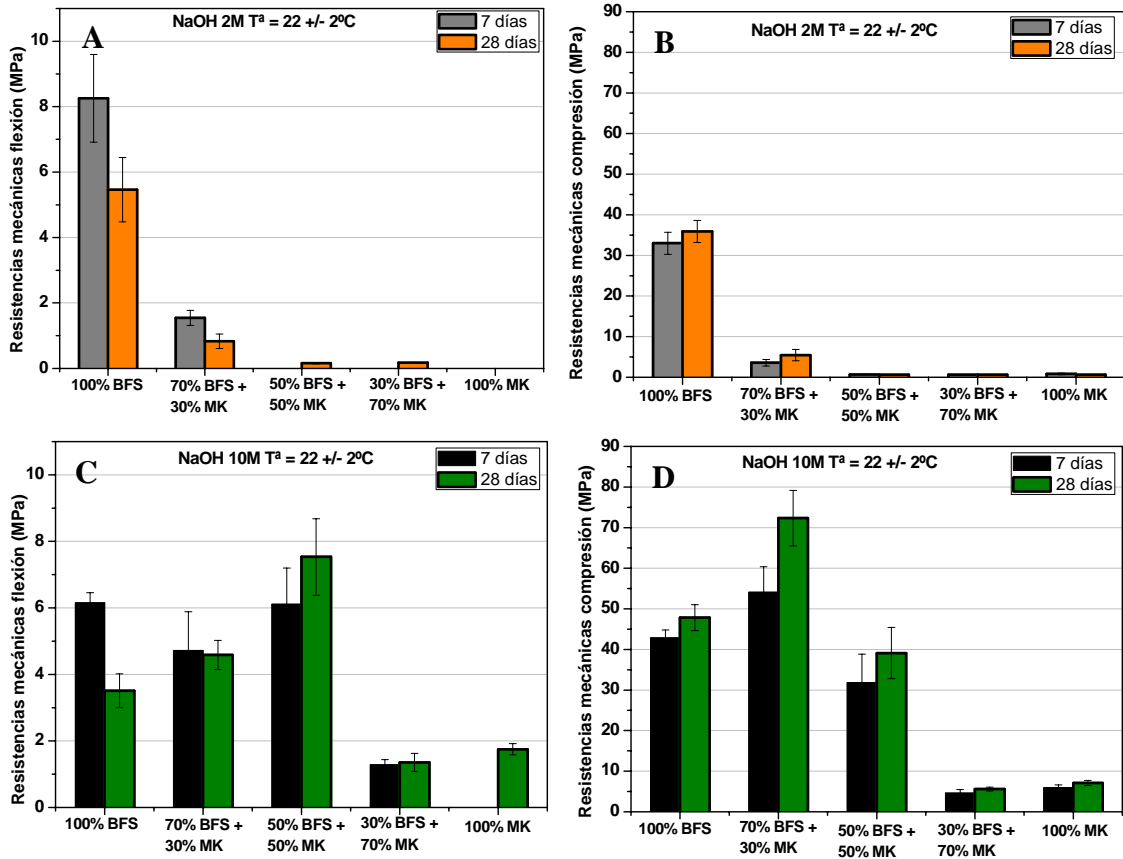 A
NaOH 2M Tª = 22 +/- 2ºC
7 días
28 días
Resistencias mecánicas flexión (MPa)
10
8
6
4
2
0
100% BFS
70% BFS +
30% MK
50% BFS +
50% MK
30% BFS +
70% MK
100% MK
B
NaOH 2M Tª = 22 +/- 2ºC
7 días
28 días
Resistencias mecánicas compresión (MPa)
90
80
70
60
50
40
30
20
10
0
100% BFS
70% BFS +
30% MK
50% BFS +
50% MK
30% BFS +
70% MK
100% MK
C
NaOH 10M Tª = 22 +/- 2ºC
7 días
28 días
Resistencias mecánicas flexión (MPa)
10
8
6
4
2
0
100% BFS
70% BFS +
30% MK
50% BFS +
50% MK
30% BFS +
70% MK
100% MK
D
NaOH 10M Tª = 22 +/- 2ºC
7 días
28 días
Resistencias mecánicas compresión (MPa)
90
80
70
60
50
40
30
20
10
0
100% BFS
70% BFS +
30% MK
50% BFS +
50% MK
30% BFS +
70% MK
100% MK